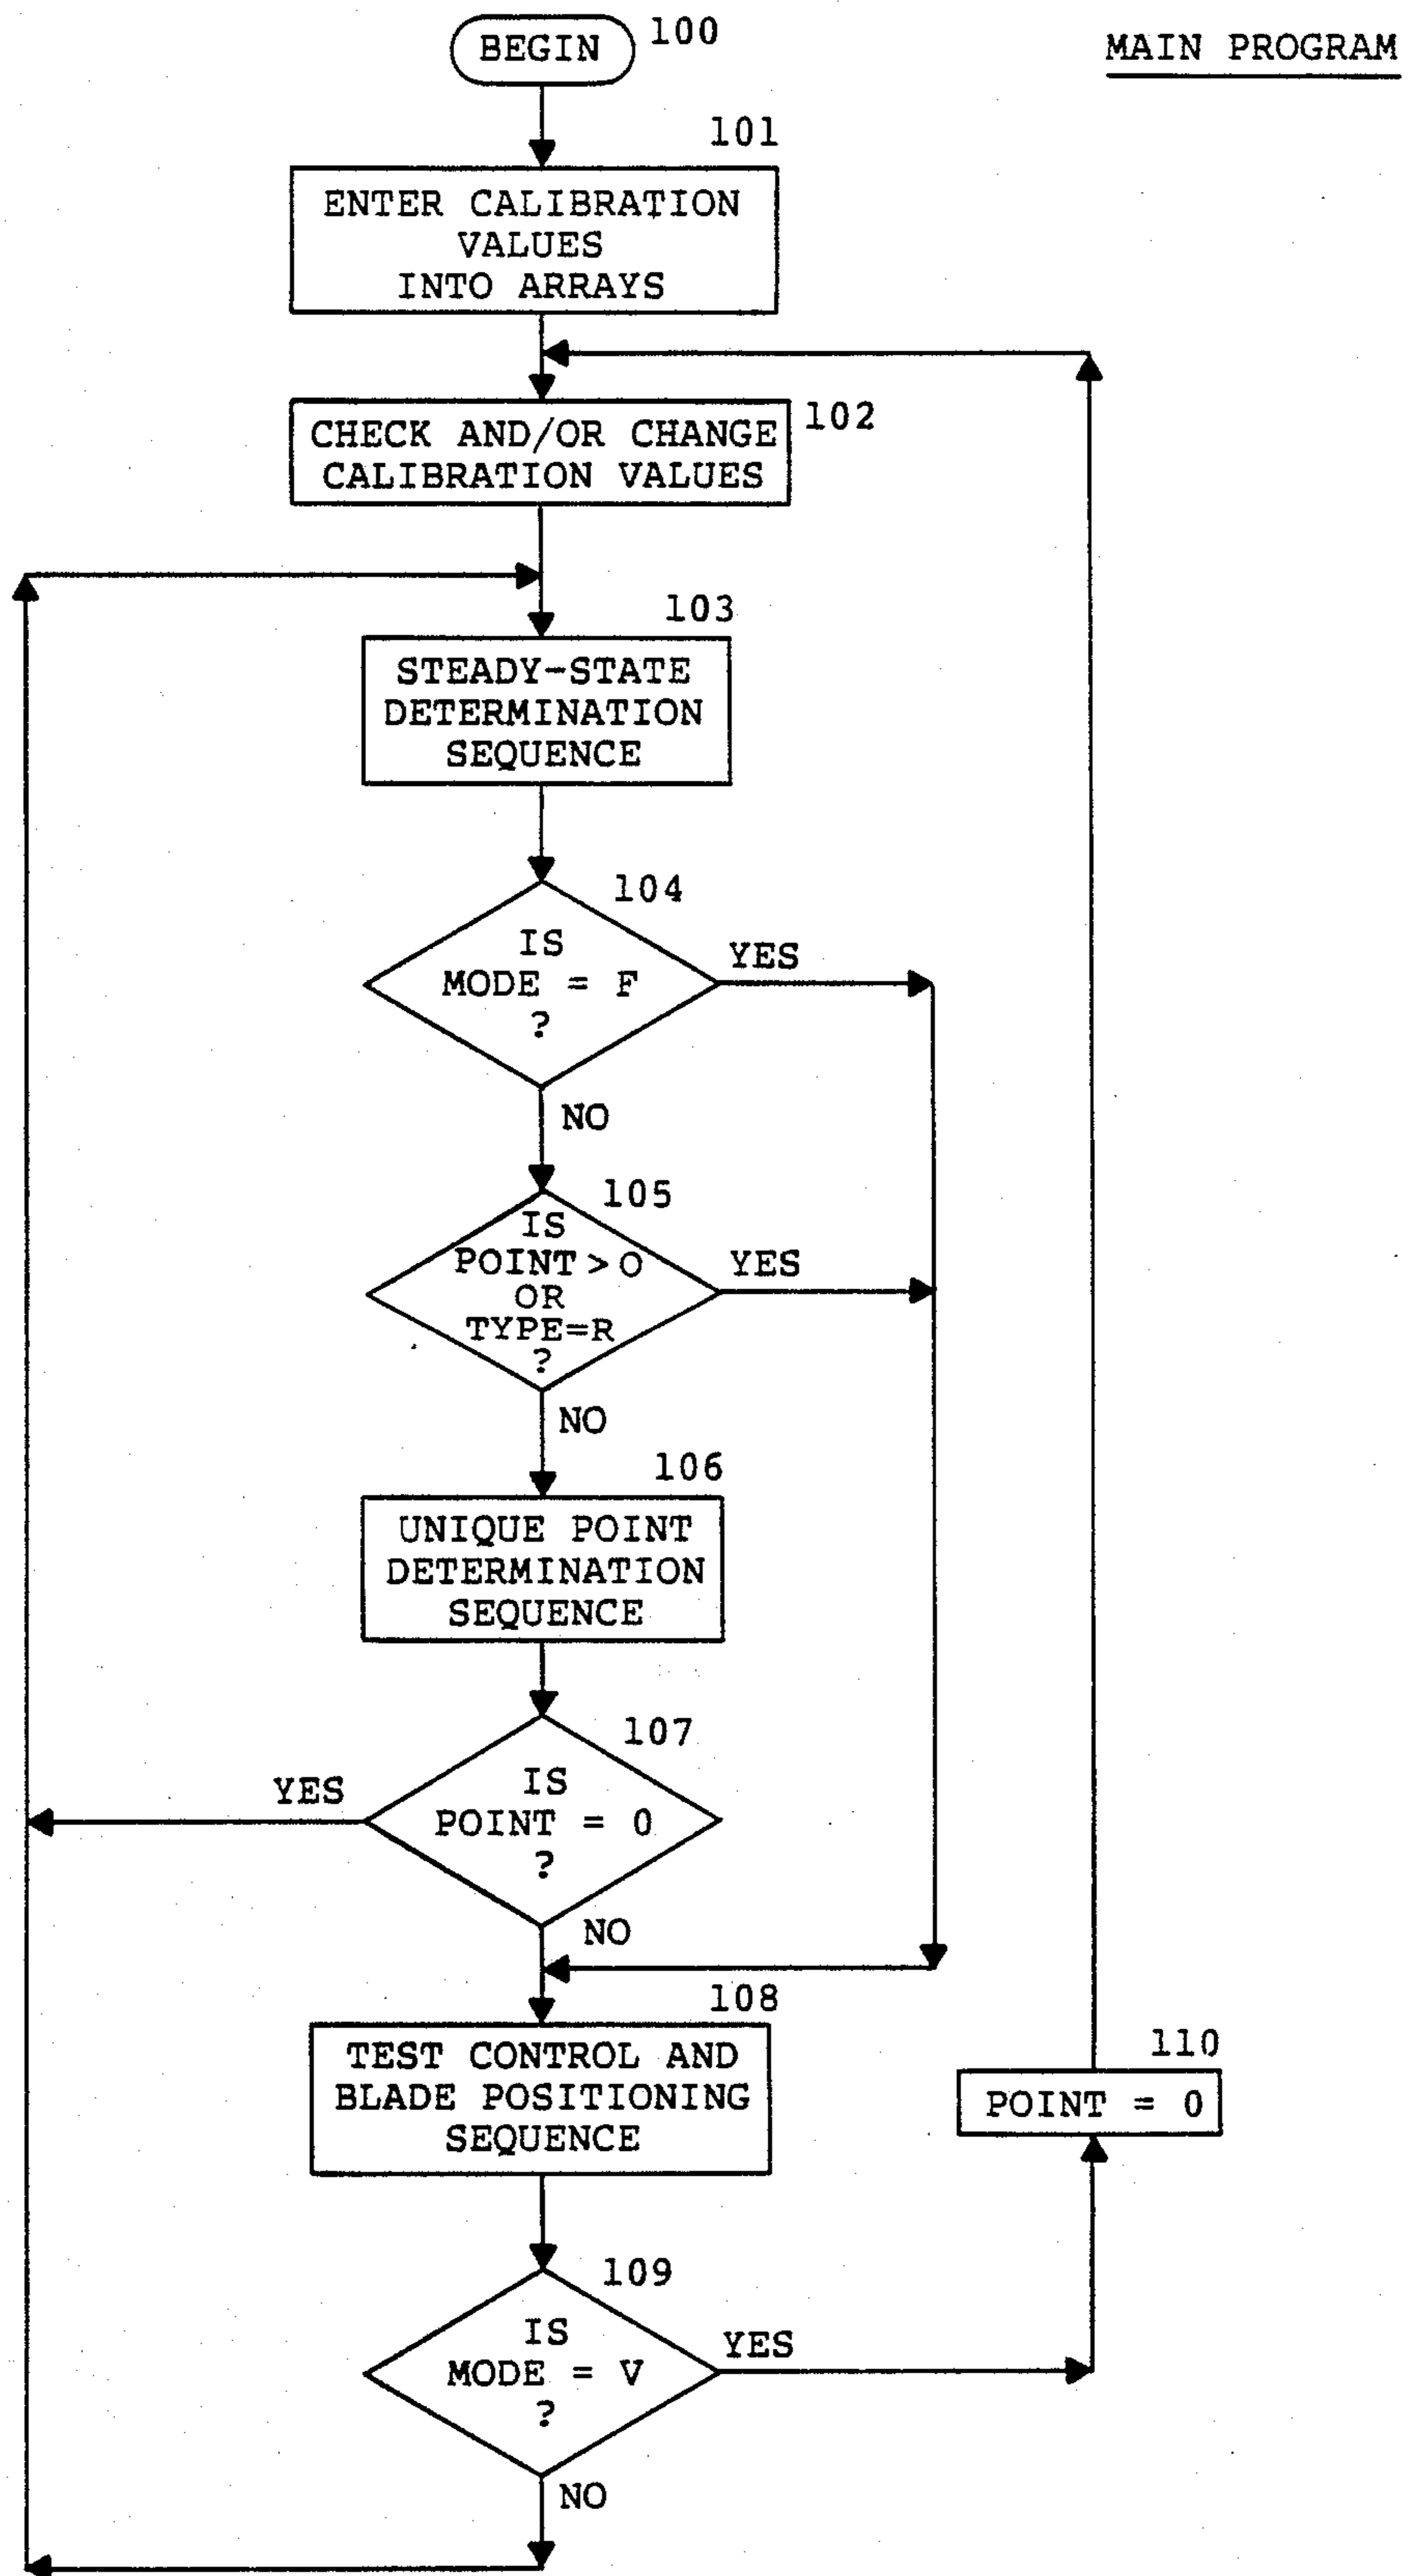 BEGIN
100
MAIN PROGRAM
101
ENTER CALIBRATION
VALUES
INTO ARRAYS
102
CHECK AND/OR CHANGE
CALIBRATION VALUES
103
STEADY-STATE
DETERMINATION
SEQUENCE
104
IS
MODE = F
?
YES
NO
105
IS
POINT > O
OR
TYPE=R
?
YES
NO
106
UNIQUE POINT
DETERMINATION
SEQUENCE
107
IS
POINT = 0
?
YES
NO
108
TEST CONTROL AND
BLADE POSITIONING
SEQUENCE
110
POINT = 0
109
IS
MODE = V
?
YES
NO